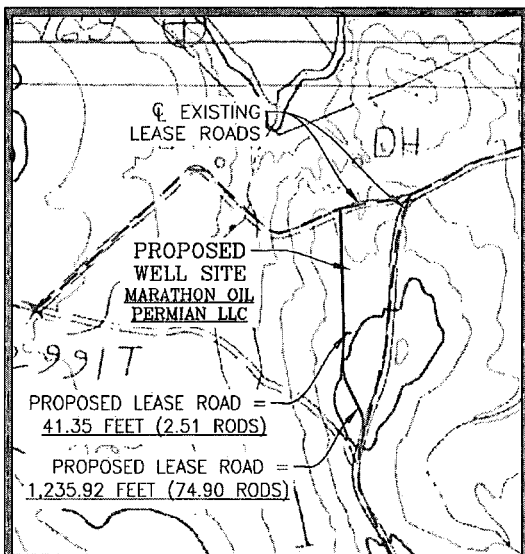 ℄ EXISTING
LEASE ROADS
DH
PROPOSED
WELL SITE
MARATHON OIL
PERMIAN LLC
PROPOSED LEASE ROAD =
41.35 FEET (2.51 RODS)
PROPOSED LEASE ROAD =
1,235.92 FEET (74.90 RODS)